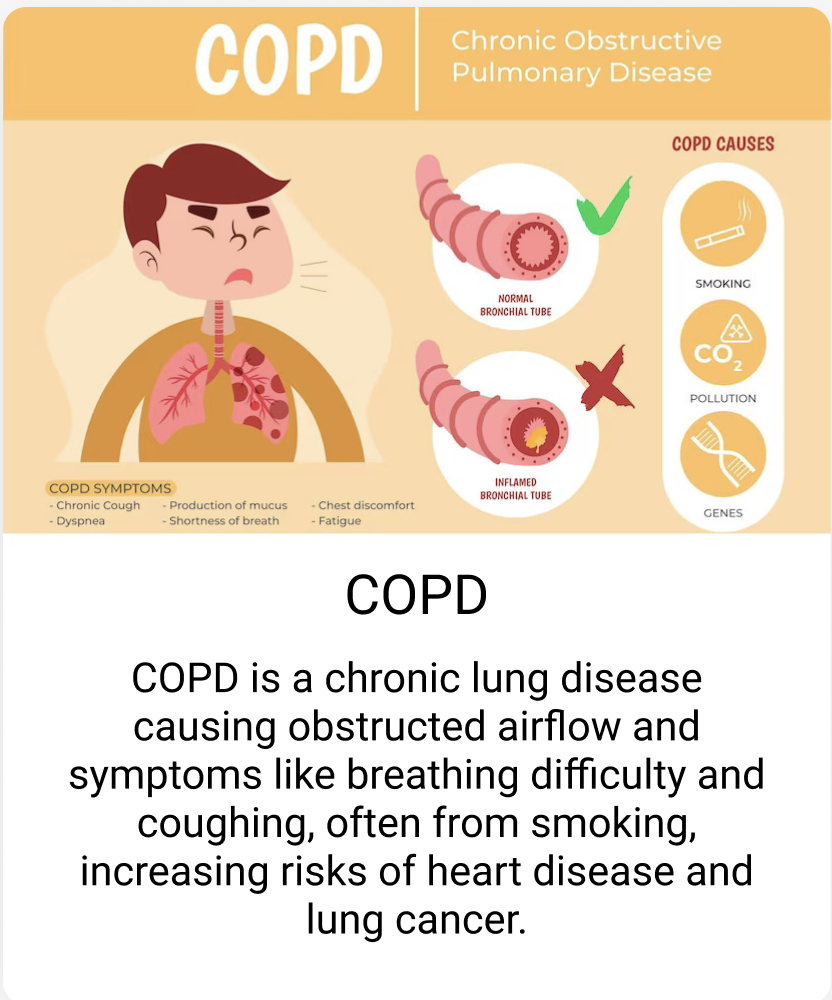 COPD
Chronic Obstructive
Pulmonary Disease
COPD CAUSES
NORMAL
BRONCHIAL TUBE
SMOKING
CO2
POLLUTION
INFLAMED
BRONCHIAL TUBE
GENES
COPD SYMPTOMS
- Chronic Cough - Production of mucus - Chest discomfort
- Dyspnea - Shortness of breath - Fatigue
COPD
COPD is a chronic lung disease
causing obstructed airflow and
symptoms like breathing difficulty and
coughing, often from smoking,
increasing risks of heart disease and
lung cancer.